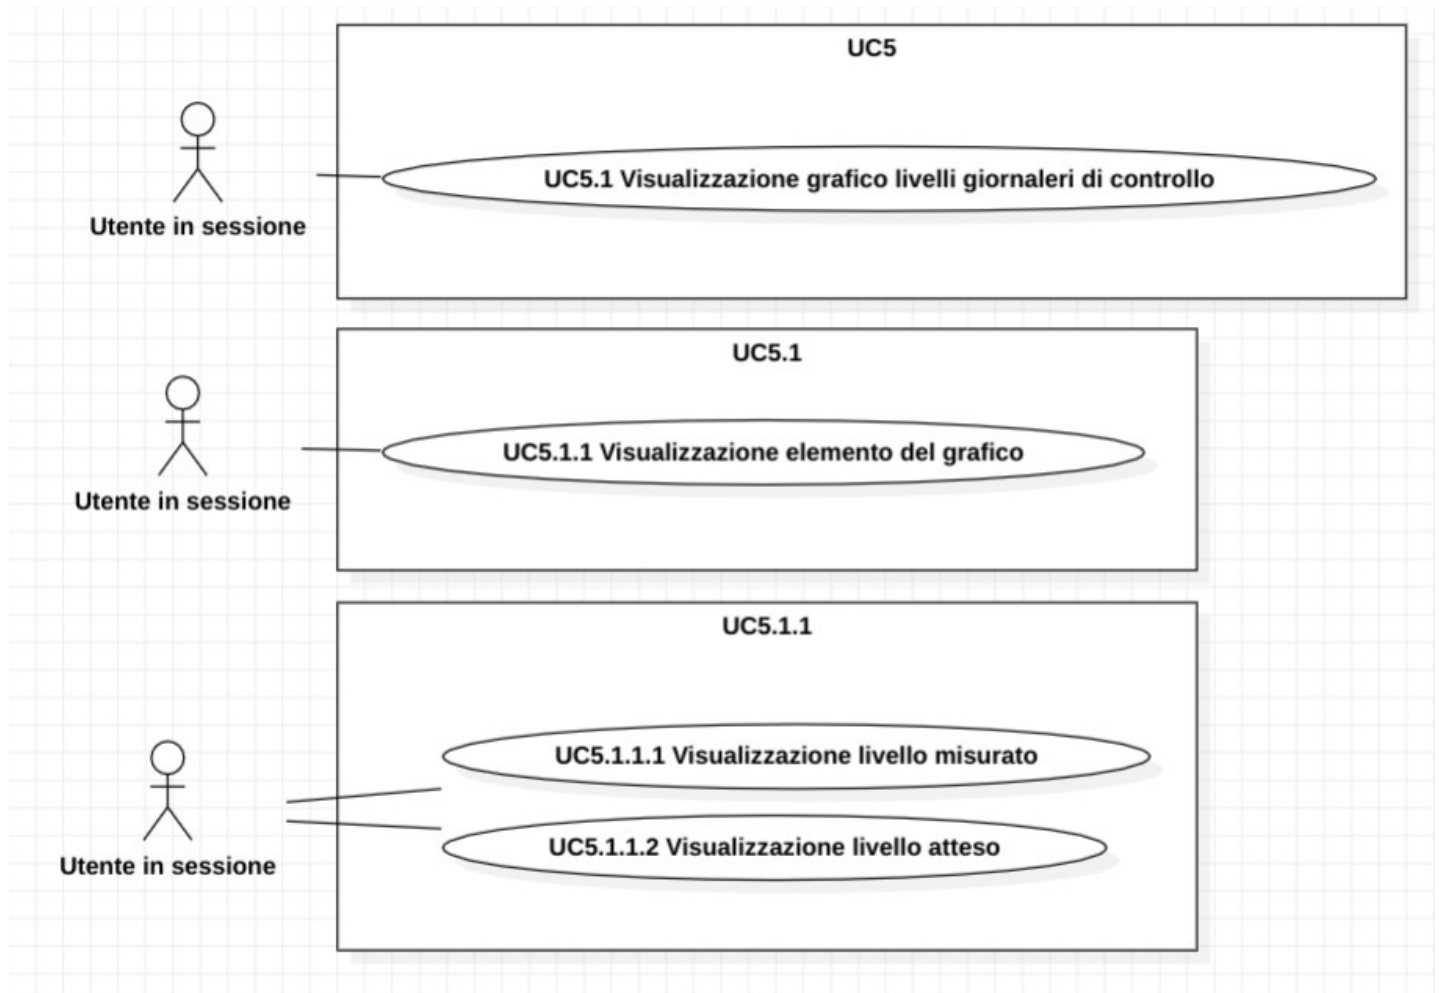 UC5
UC5.1 Visualizzazione grafico livelli giornaleri di controllo
Utente in sessione
UC5.1
UC5.1.1 Visualizzazione elemento del grafico
Utente in sessione
UC5.1.1
UC5.1.1.1 Visualizzazione livello misurato
UC5.1.1.2 Visualizzazione livello atteso
Utente in sessione